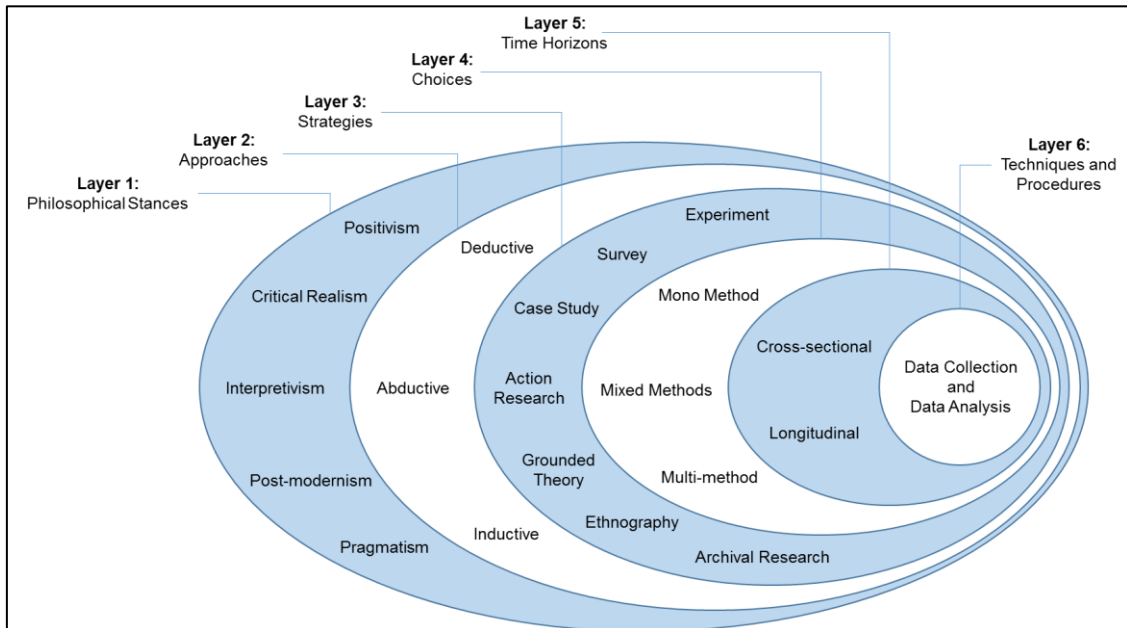 Layer 5:
Time Horizons
Layer 4:
Choices
Layer 3:
Strategies
Layer 2:
Approaches
Layer 1:
Philosophical Stances
Layer 6:
Techniques and
Procedures
Positivism
Critical Realism
Interpretivism
Post-modernism
Pragmatism
Deductive
Abductive
Inductive
Experiment
Survey
Case Study
Action
Research
Grounded
Theory
Ethnography
Archival Research
Mono Method
Mixed Methods
Multi-method
Cross-sectional
Longitudinal
Data Collection
and
Data Analysis